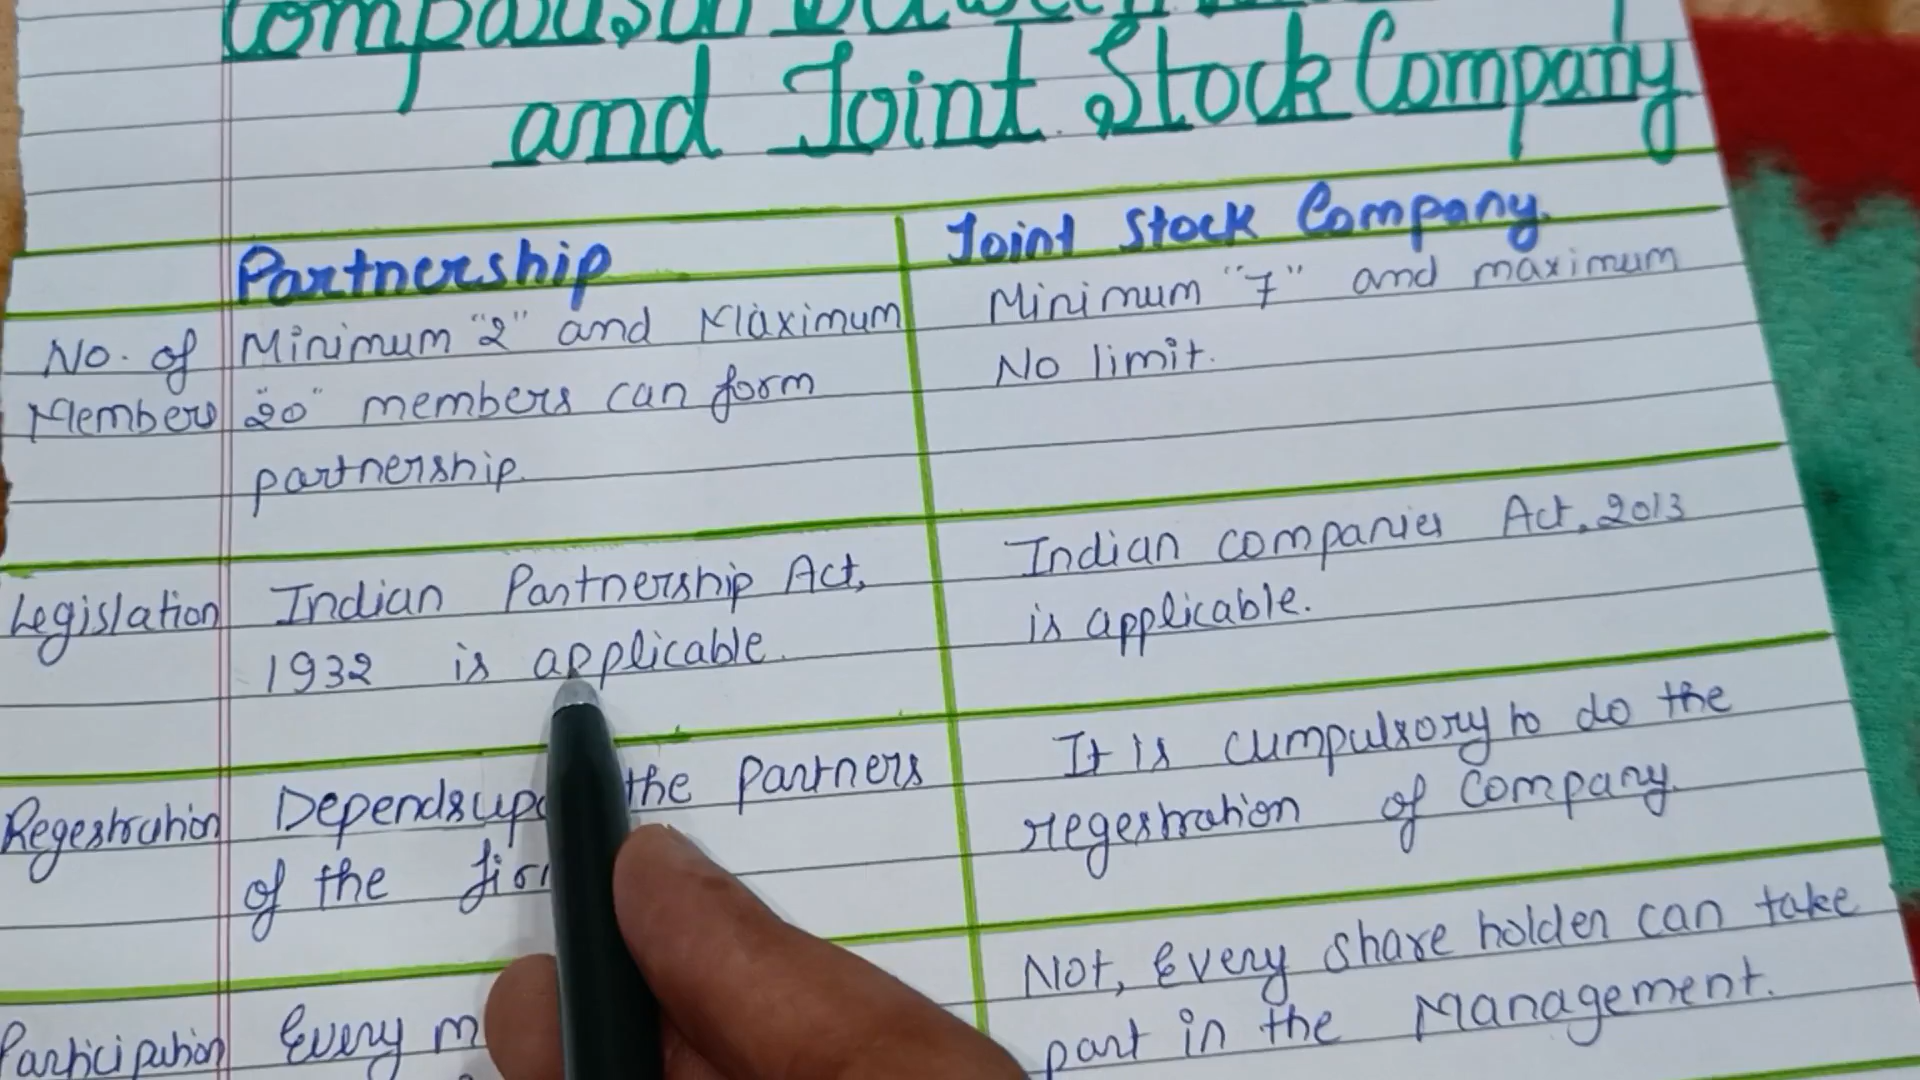 Comparison Between
and Joint Stock Company
Partnership
Joint Stock Company.
No. of
Members
Minimum "2" and Maximum
"20" members can form
partnership.
Minimum "7" and maximum
No limit.
Legislation
Indian Partnership Act,
1932 is applicable.
Indian companies Act, 2013
is applicable.
Regestration
Depends the Partners
of the
It is cumpulsory to do the
regestration of Company.
Participation
Every
Not, Every share holder can take
part in the Management.